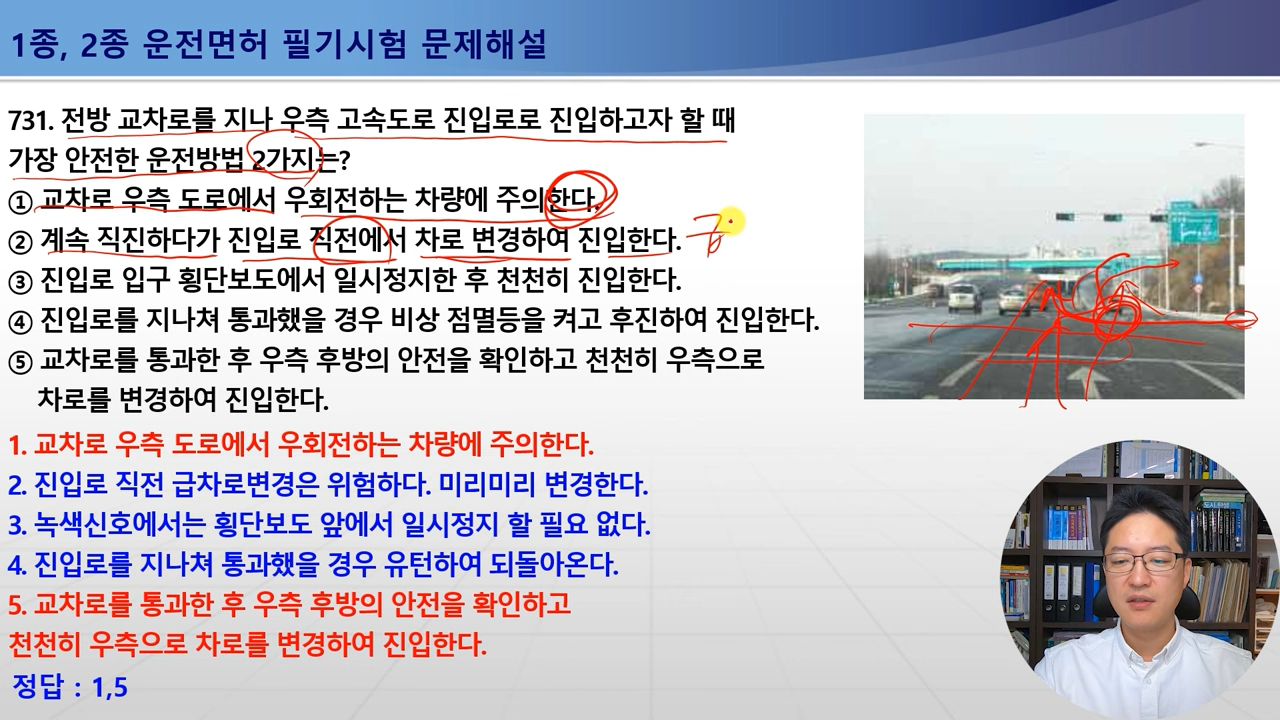 1종, 2종 운전면허 필기시험 문제해설
731. 전방 교차로를 지나 우측 고속도로 진입로로 진입하고자 할 때
가장 안전한 운전방법 2가지는?
① 교차로 우측 도로에서 우회전하는 차량에 주의한다.
② 계속 직진하다가 진입로 직전에서 차로 변경하여 진입한다.
③ 진입로 입구 횡단보도에서 일시정지한 후 천천히 진입한다.
④ 진입로를 지나쳐 통과했을 경우 비상 점멸등을 켜고 후진하여 진입한다.
⑤ 교차로를 통과한 후 우측 후방의 안전을 확인하고 천천히 우측으로
차로를 변경하여 진입한다.
1. 교차로 우측 도로에서 우회전하는 차량에 주의한다.
2. 진입로 직전 급차로변경은 위험하다. 미리미리 변경한다.
3. 녹색신호에서는 횡단보도 앞에서 일시정지 할 필요 없다.
4. 진입로를 지나쳐 통과했을 경우 유턴하여 되돌아온다.
5. 교차로를 통과한 후 우측 후방의 안전을 확인하고
천천히 우측으로 차로를 변경하여 진입한다.
정답 : 1,5